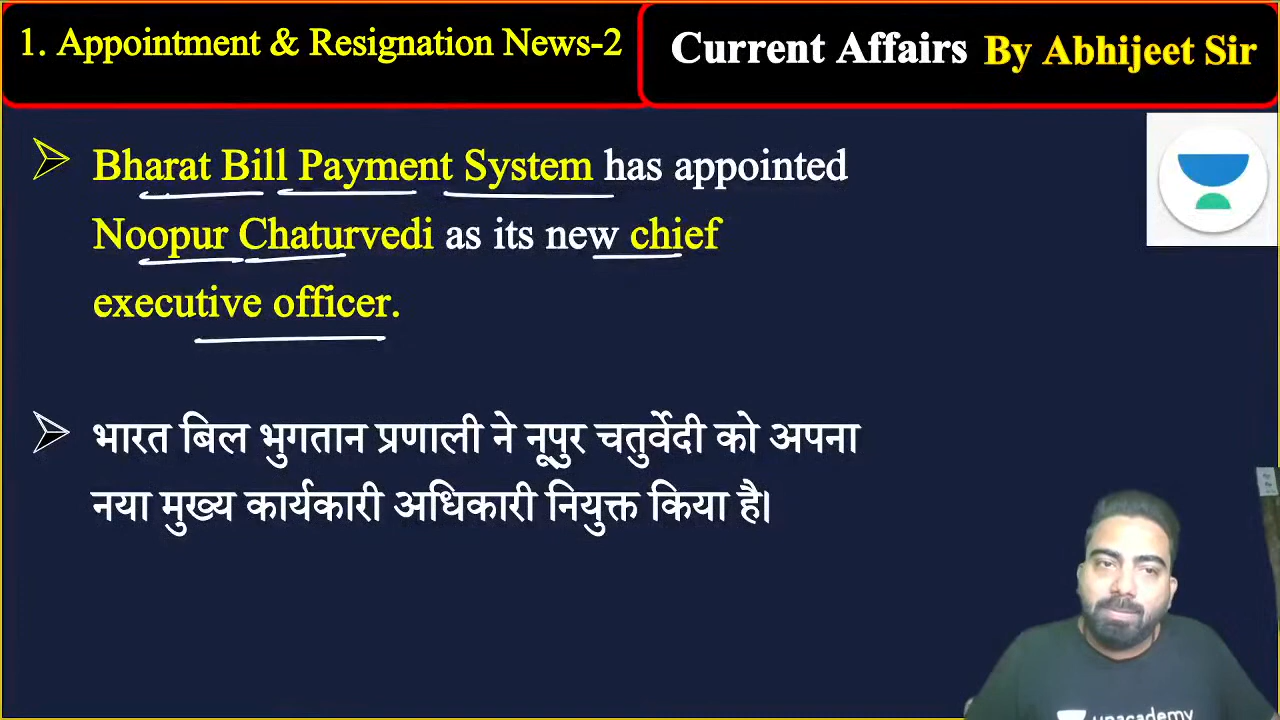 1. Appointment & Resignation News-2
Current Affairs By Abhijeet Sir
Bharat Bill Payment System has appointed
Noopur Chaturvedi as its new chief
executive officer.
भारत बिल भुगतान प्रणाली ने नूपुर चतुर्वेदी को अपना
नया मुख्य कार्यकारी अधिकारी नियुक्त किया है।
unacademy